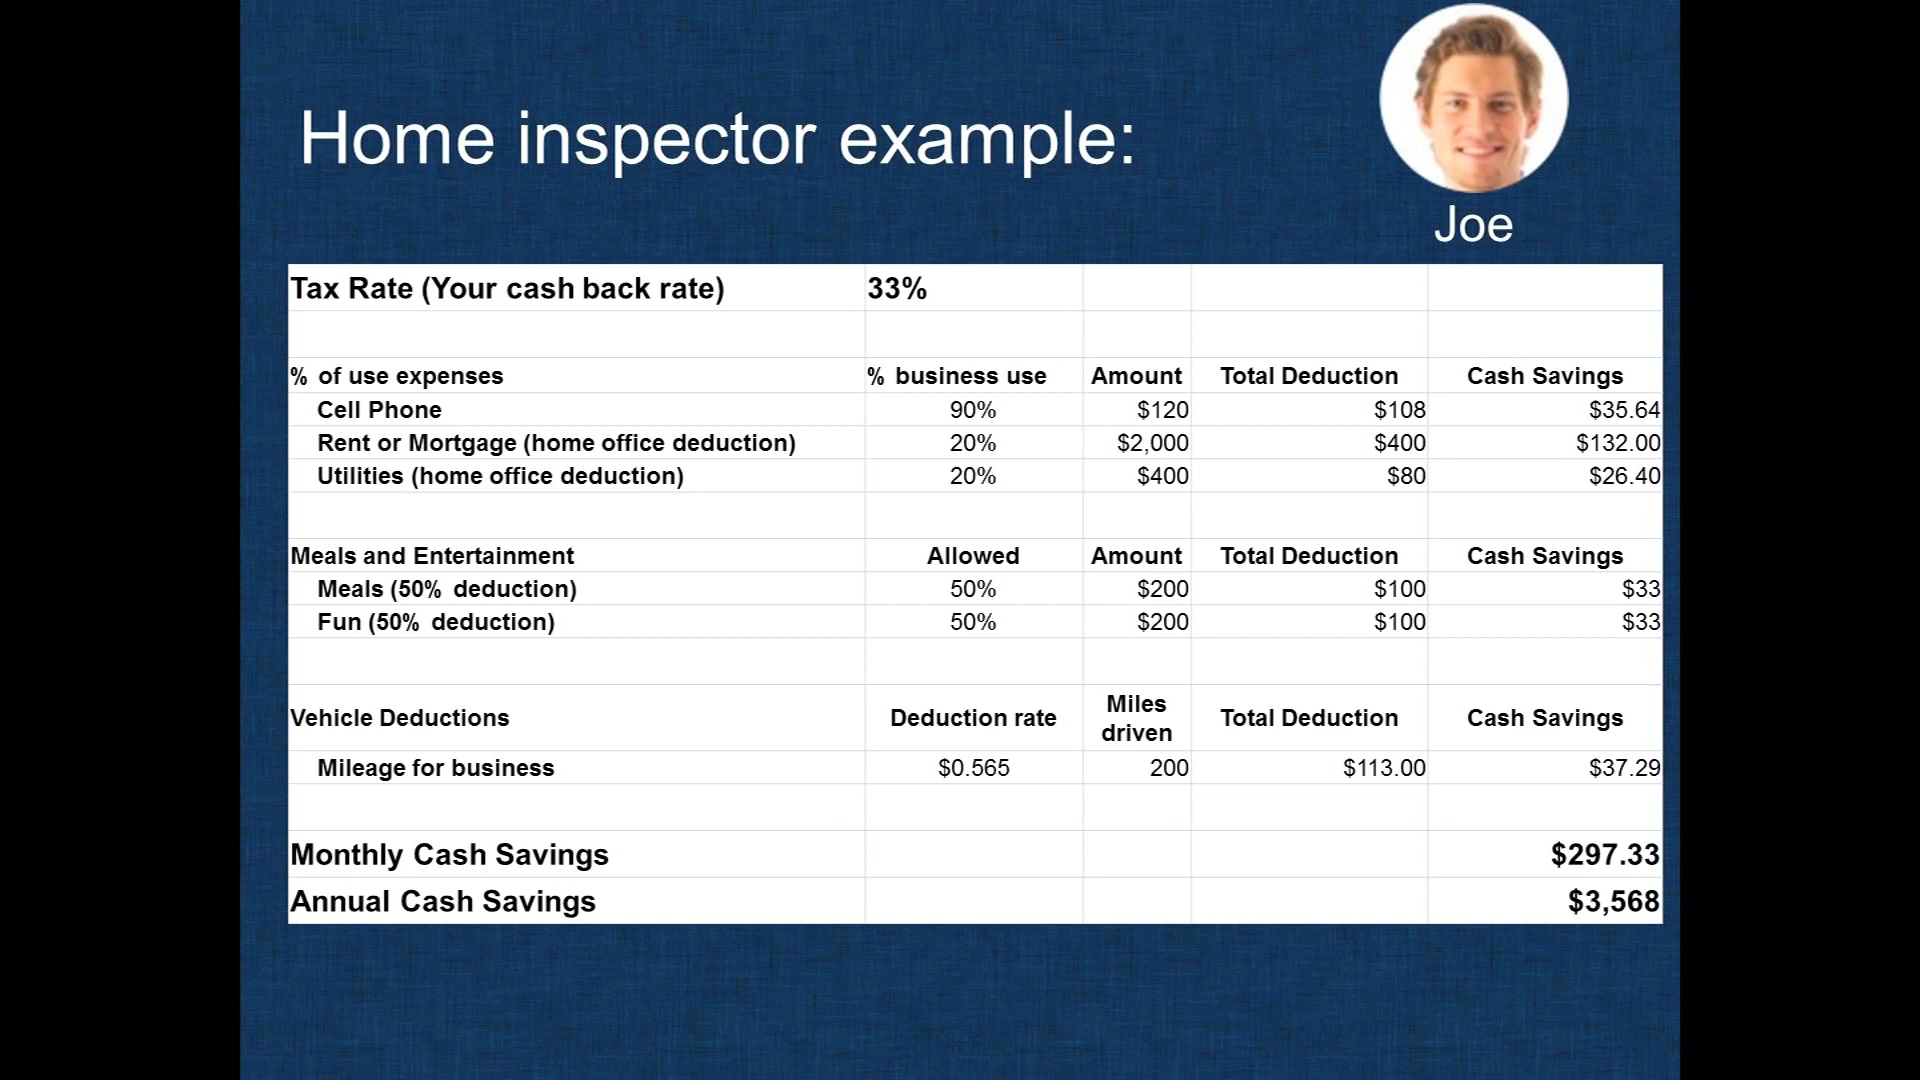 Home inspector example:
Joe
Tax Rate (Your cash back rate) 33%
% of use expenses % business use Amount Total Deduction Cash Savings
Cell Phone 90% $120 $108 $35.64
Rent or Mortgage (home office deduction) 20% $2,000 $400 $132.00
Utilities (home office deduction) 20% $400 $80 $26.40
Meals and Entertainment Allowed Amount Total Deduction Cash Savings
Meals (50% deduction) 50% $200 $100 $33
Fun (50% deduction) 50% $200 $100 $33
Vehicle Deductions Deduction rate Miles driven Total Deduction Cash Savings
Mileage for business $0.565 200 $113.00 $37.29
Monthly Cash Savings $297.33
Annual Cash Savings $3,568